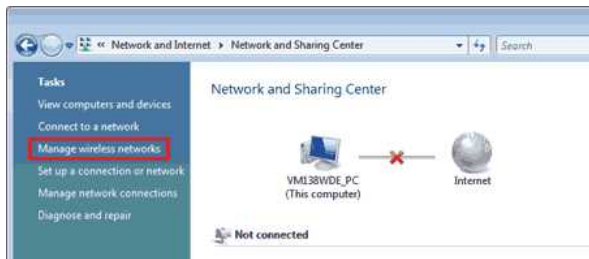 « Network and Internet ▸ Network and Sharing Center
Search
Tasks
View computers and devices
Connect to a network
Manage wireless networks
Set up a connection or network
Manage network connections
Diagnose and repair
Network and Sharing Center
VM138WDE_PC
(This computer)
Internet
Not connected